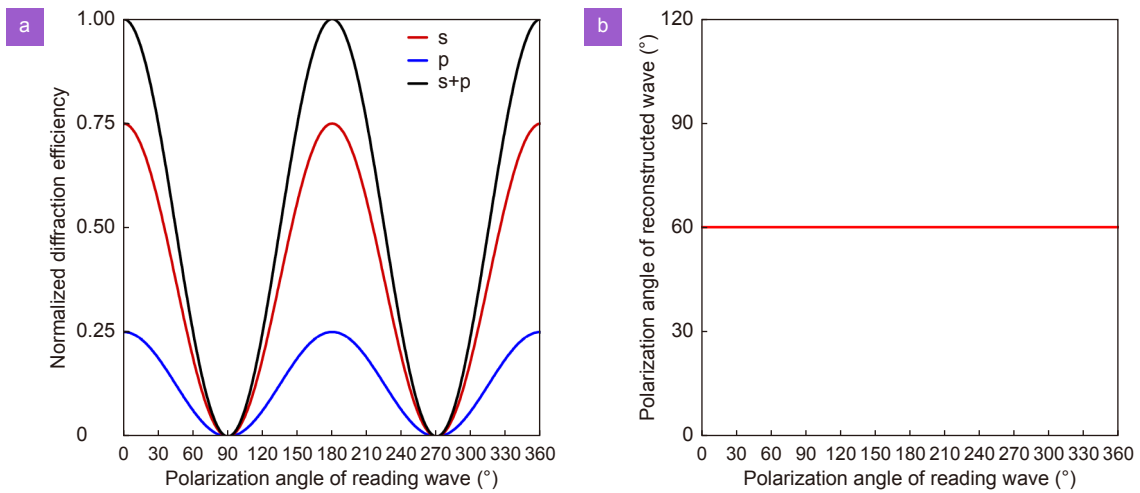 a
1.00
0.75
0.50
0.25
0
Normalized diffraction efficiency
s
p
s+p
0 30 60 90 120 150 180 210 240 270 300 330 360
Polarization angle of reading wave (°)
b
120
90
60
30
0
Polarization angle of reconstructed wave (°)
0 30 60 90 120 150 180 210 240 270 300 330 360
Polarization angle of reading wave (°)